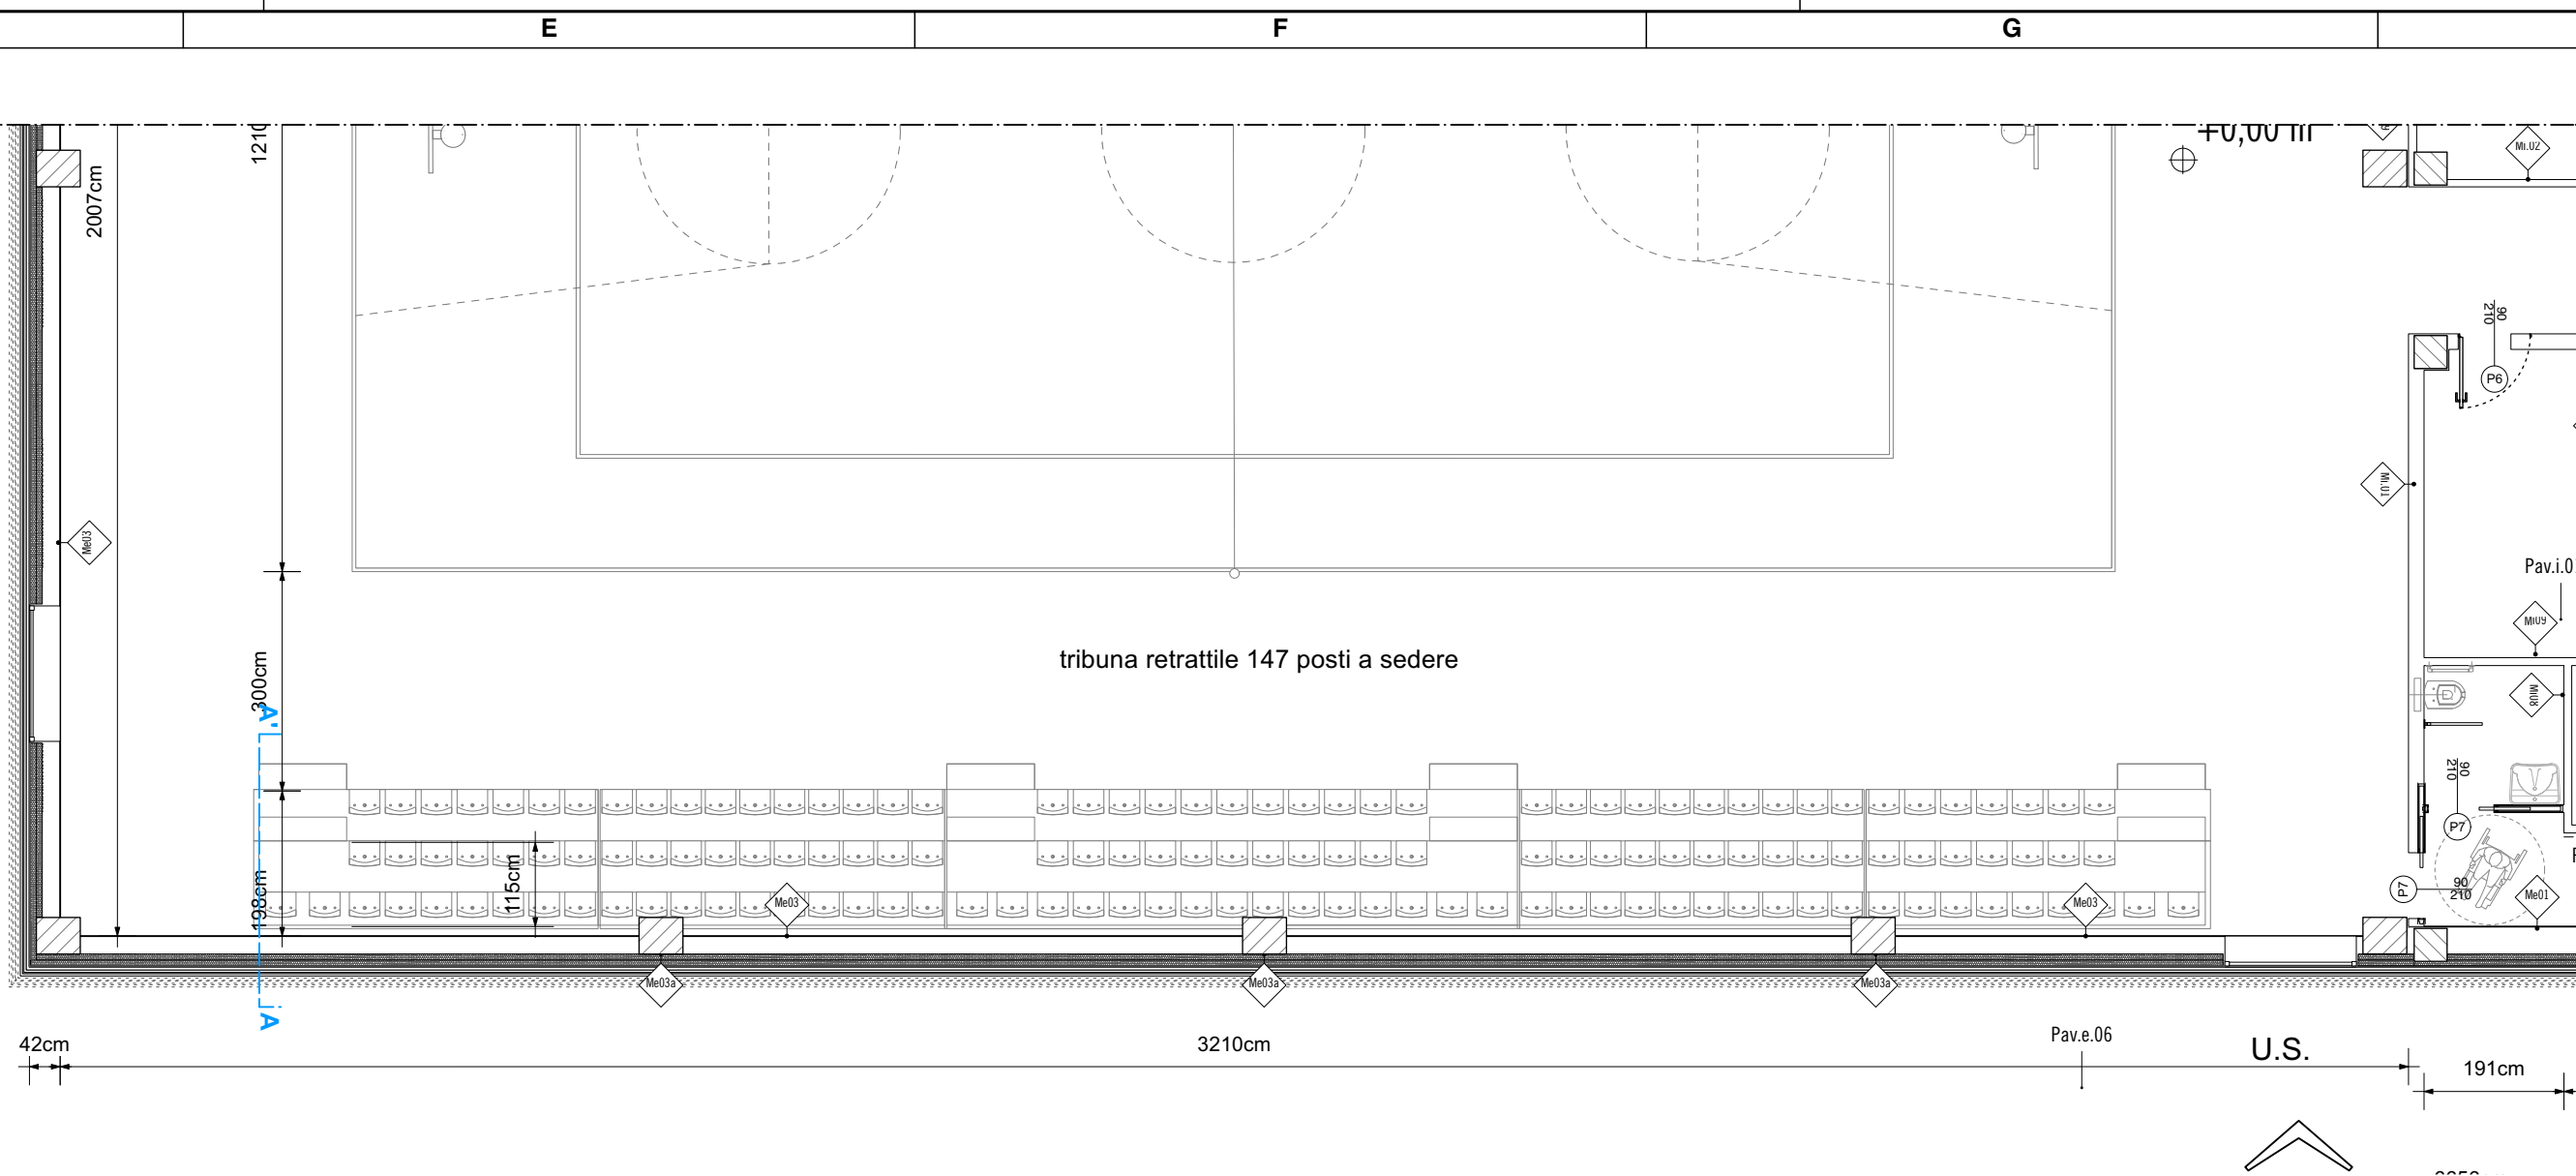 E
F
G
1210
+0,00 m
2007cm
Mi.02
90
210
P6
Me03
Mi.01
Pav.i.0
Mi09
300cm
tribuna retrattile 147 posti a sedere
Mi08
A'
90
210
P7
115cm
198cm
Me03
Me03
P7
90
210
Me01
Me03a
Me03a
Me03a
A
42cm
3210cm
Pav.e.06
U.S.
191cm